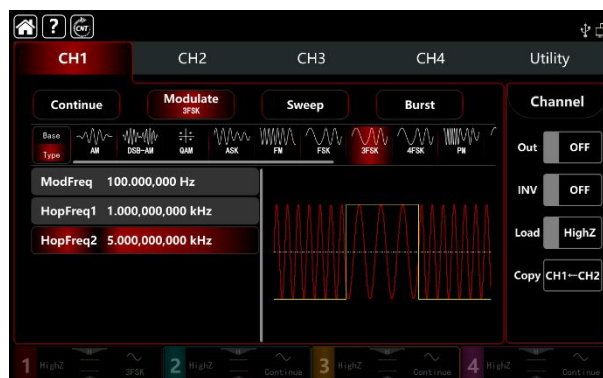 ? CNT
CH1 CH2 CH3 CH4 Utility
Continue Modulate 3FSK Sweep Burst Channel
Base Type AM DSB-AM QAM ASK FM FSK 3FSK 4FSK PM
Out OFF
ModFreq 100.000,000 Hz
INV OFF
HopFreq1 1.000,000,000 kHz
HopFreq2 5.000,000,000 kHz
Load HighZ
Copy CH1←CH2
1 HighZ 3FSK 2 HighZ Continue 3 HighZ Continue 4 HighZ Continue